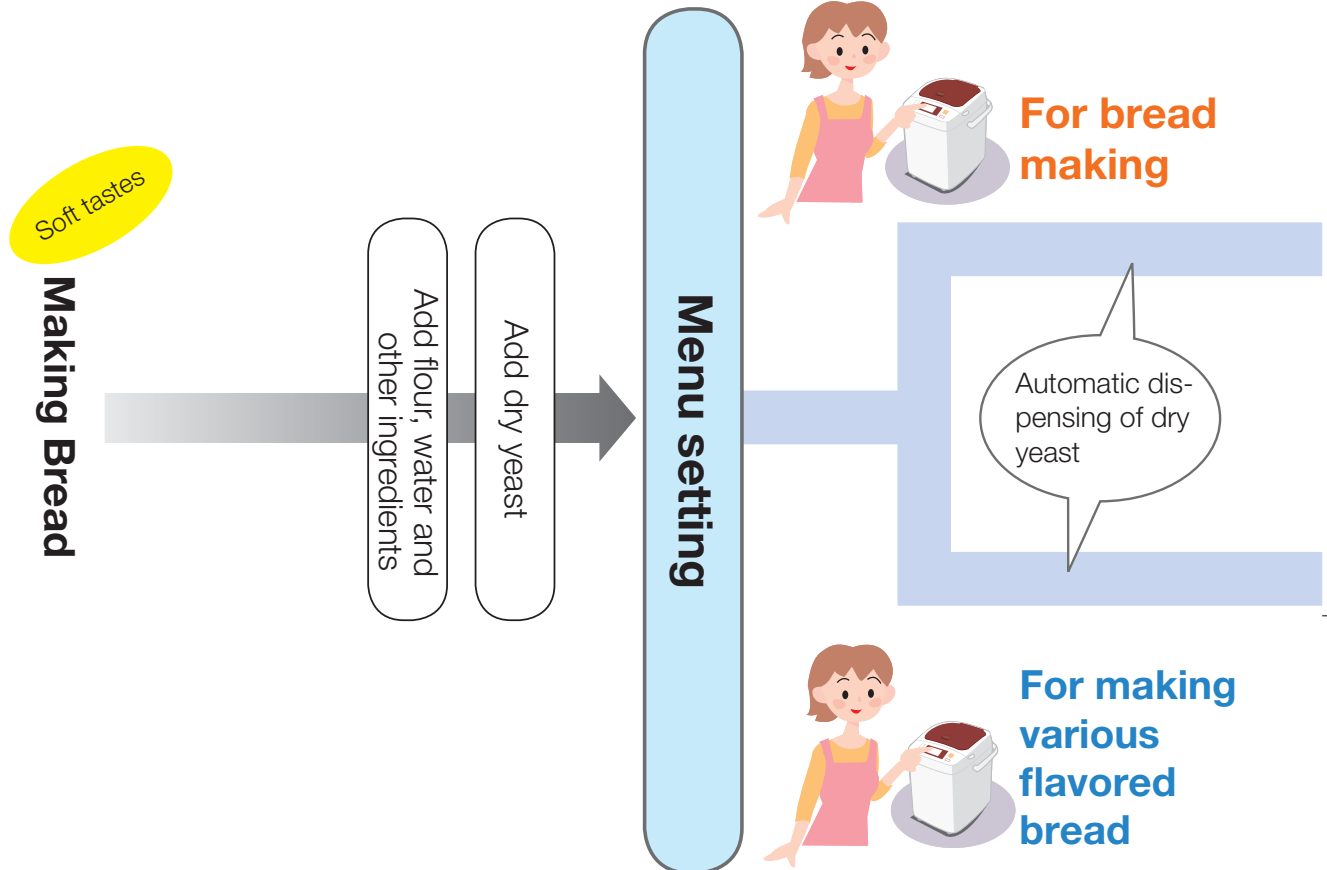 Soft tastes
Making Bread
Add flour, water and
other ingredients
Add dry yeast
Menu setting
For bread
making
Automatic dis-
pensing of dry
yeast
For making
various
flavored
bread